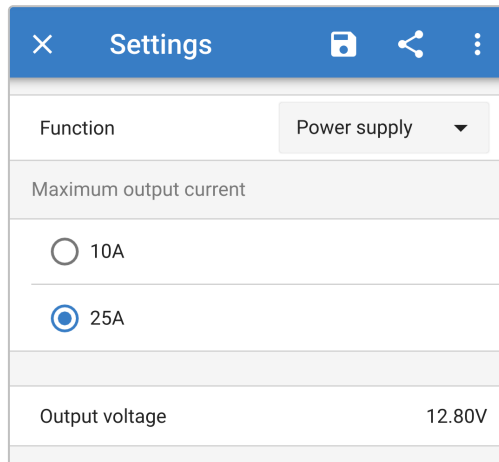 Settings
Function Power supply
Maximum output current
10A
25A
Output voltage 12.80V